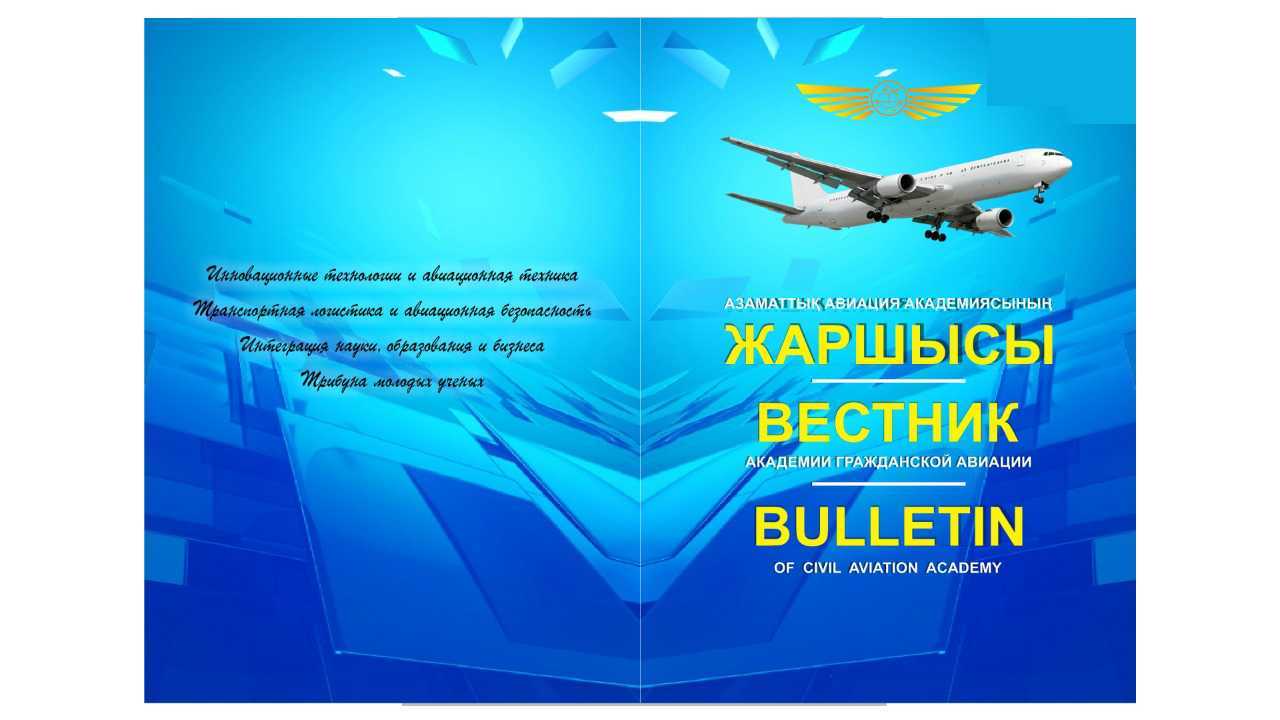 Инновационные технологии и авиационная техника
Транспортная логистика и авиационная безопасность
Интеграция науки, образования и бизнеса
Трибуна молодых ученых
АЗАМАТТЫҚ АВИАЦИЯ АКАДЕМИЯСЫНЫҢ
ЖАРШЫСЫ
ВЕСТНИК
АКАДЕМИИ ГРАЖДАНСКОЙ АВИАЦИИ
BULLETIN
OF CIVIL AVIATION ACADEMY